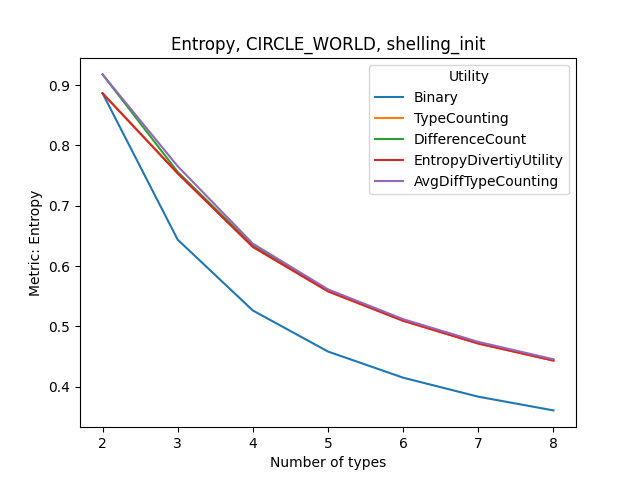 Entropy, CIRCLE_WORLD, shelling_init
Utility
Binary
TypeCounting
DifferenceCount
EntropyDivertiyUtility
AvgDiffTypeCounting
Metric: Entropy
0.9
0.8
0.7
0.6
0.5
0.4
2 3 4 5 6 7 8
Number of types